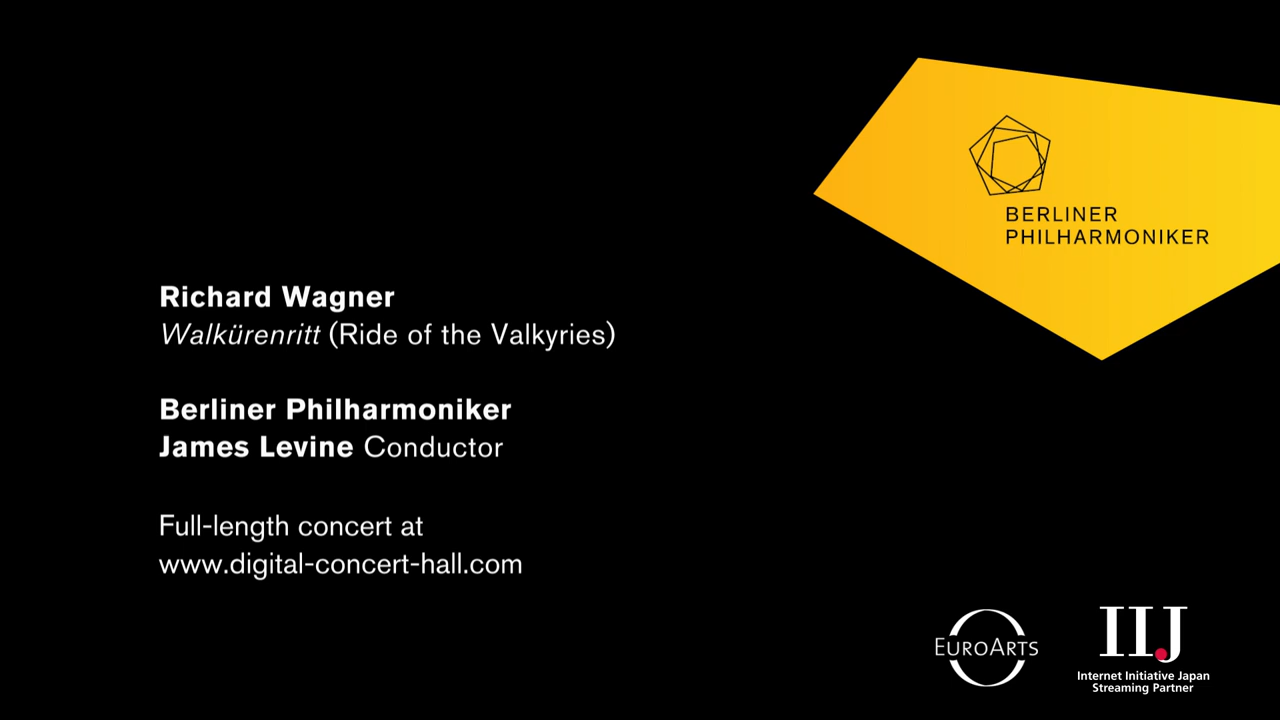 BERLINER
PHILHARMONIKER
Richard Wagner
Walkürenritt (Ride of the Valkyries)
Berliner Philharmoniker
James Levine Conductor
Full-length concert at
www.digital-concert-hall.com
EUROARTS
IIJ
Internet Initiative Japan
Streaming Partner